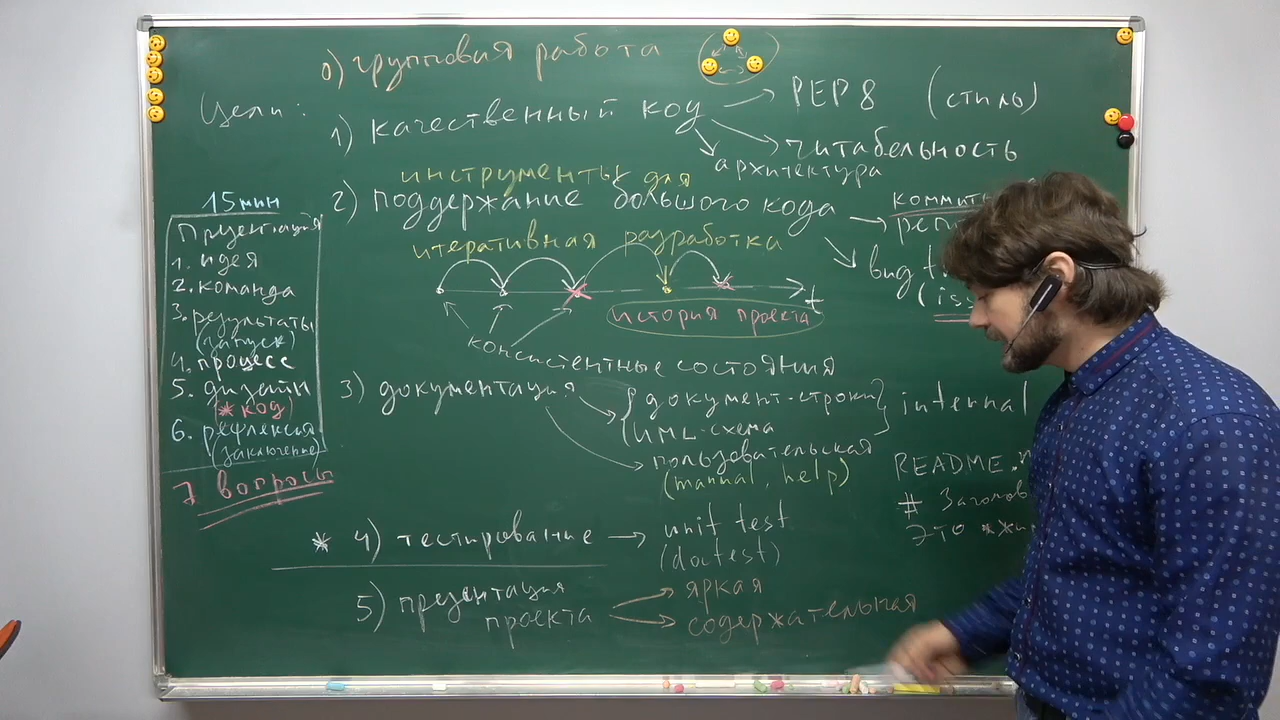 0) групповая работа
Цели:
1) качественный код
PEP8 (стиль)
читабельность
архитектура
инструменты для
2) поддержание большого кода
итеративная разработка
t
история проекта
консистентные состояния
3) документация
документ-строки
UML-схема
internal
пользовательская
(manual, help)
* 4) тестирование
unit test
(doctest)
5) презентация
проекта
яркая
содержательная
15 мин
Презентация
1. идея
2. команда
3. результаты
(запуск)
4. процесс
5. дизайн
(* код)
6. рефлексия
(заключение)
7 вопросы
вид
README.
#
Это